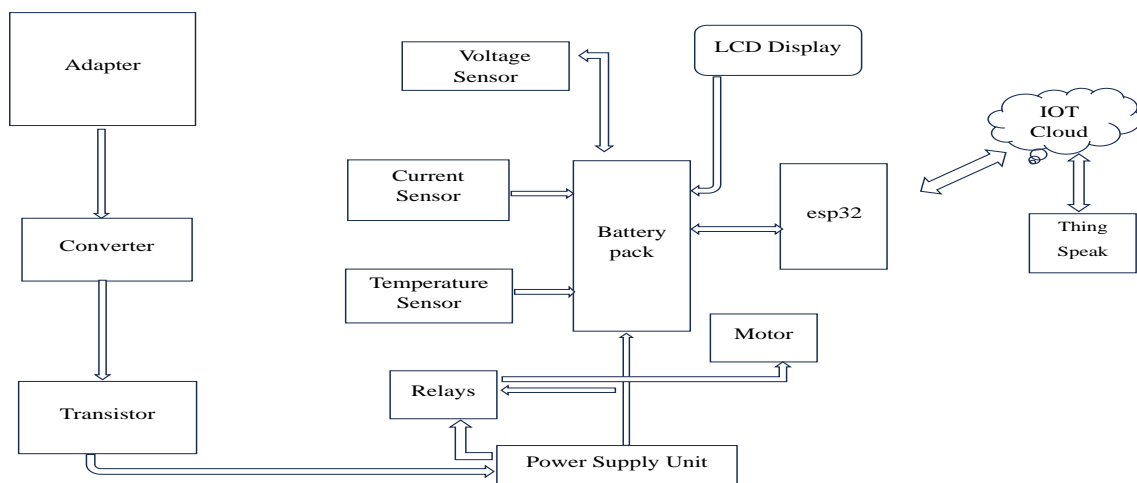 Adapter
Voltage
Sensor
LCD Display
IOT
Cloud
Current
Sensor
esp32
Converter
Battery
pack
Thing
Speak
Temperature
Sensor
Motor
Relays
Transistor
Power Supply Unit